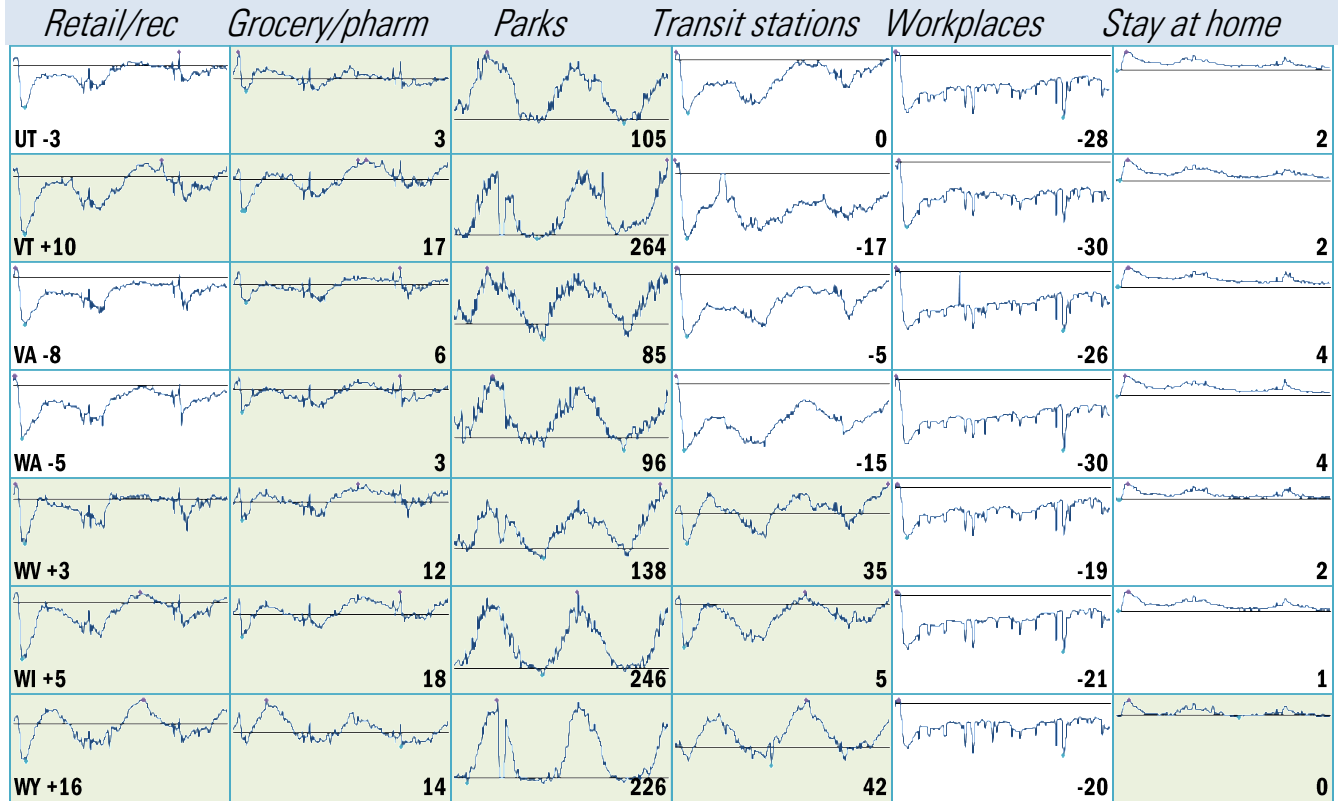 Retail/rec Grocery/pharm Parks Transit stations Workplaces Stay at home
UT -3 3 105 0 -28 2
VT +10 17 264 -17 -30 2
VA -8 6 85 -5 -26 4
WA -5 3 96 -15 -30 4
WV +3 12 138 35 -19 2
WI +5 18 246 5 -21 1
WY +16 14 226 42 -20 0